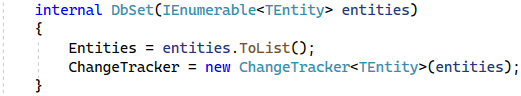 internal DbSet(IEnumerable<TEntity> entities)
{
Entities = entities.ToList();
ChangeTracker = new ChangeTracker<TEntity>(entities);
}